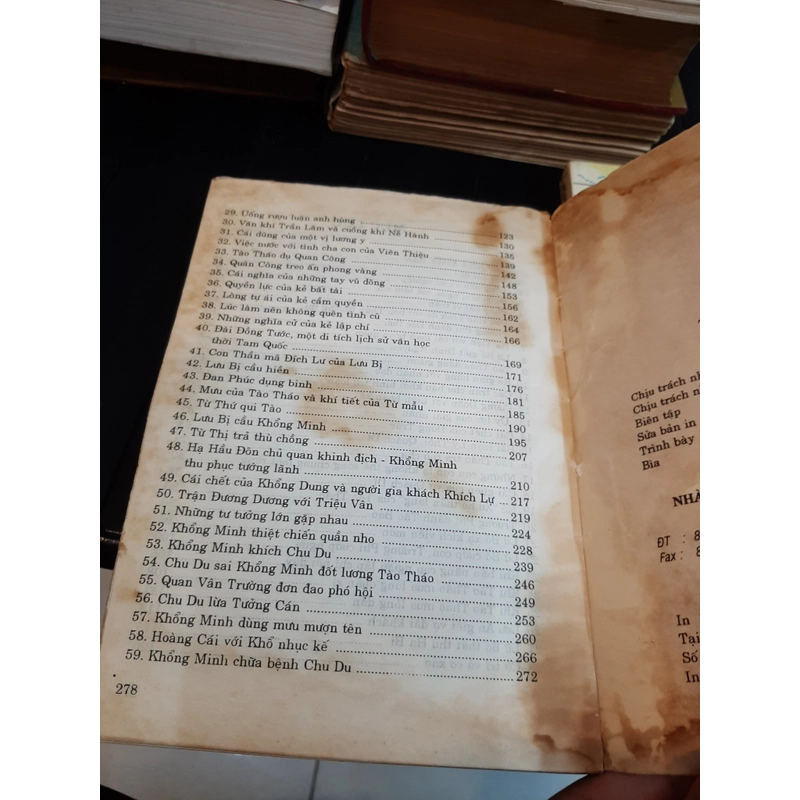 29. Uống rượu luận anh hùng ........ 123
30. Văn khí Trần Lâm và cuồng khí Nễ Hành ........ 130
31. Cái dũng của một vị lương y ........ 135
32. Việc nước với tình cha con của Viên Thiệu ........ 139
33. Tào Tháo dụ Quan Công ........ 142
34. Quân Công treo ấn phong vàng ........ 148
35. Cái nghĩa của những tay vũ dõng ........ 153
36. Quyền lực của kẻ bất tài ........ 156
37. Lòng tự ái của kẻ cầm quyền ........ 162
38. Lúc làm nên không quên tình cũ ........ 164
39. Những nghĩa cử của kẻ lập chí ........ 166
40. Đài Đồng Tước, một di tích lịch sử văn học
thời Tam Quốc ........ 169
41. Con Thần mã Đích Lư của Lưu Bị ........ 171
42. Lưu Bị cầu hiền ........ 176
43. Đan Phúc dụng binh ........ 181
44. Mưu của Tào Tháo và khí tiết của Từ mẫu ........ 185
45. Từ Thứ qui Tào ........ 190
46. Lưu Bị cầu Khổng Minh ........ 195
47. Từ Thị trả thù chồng ........ 207
48. Hạ Hầu Đôn chủ quan khinh địch - Khổng Minh
thu phục tướng lãnh ........ 210
49. Cái chết của Khổng Dung và người gia khách Khích Lự ... 217
50. Trận Đương Dương với Triệu Vân ........ 219
51. Những tư tưởng lớn gặp nhau ........ 224
52. Khổng Minh thiệt chiến quần nho ........ 228
53. Khổng Minh khích Chu Du ........ 239
54. Chu Du sai Khổng Minh đốt lương Tào Tháo ........ 246
55. Quan Vân Trường đơn đao phó hội ........ 249
56. Chu Du lừa Tưởng Cán ........ 253
57. Khổng Minh dùng mưu mượn tên ........ 260
58. Hoàng Cái với Khổ nhục kế ........ 266
59. Khổng Minh chữa bệnh Chu Du ........ 272
278
Chịu trách
Chịu trách
Biên tập
Sửa bản in
Trình bày
Bìa
NHÀ
ĐT : 8
Fax : 8
In
Tại
Số
In